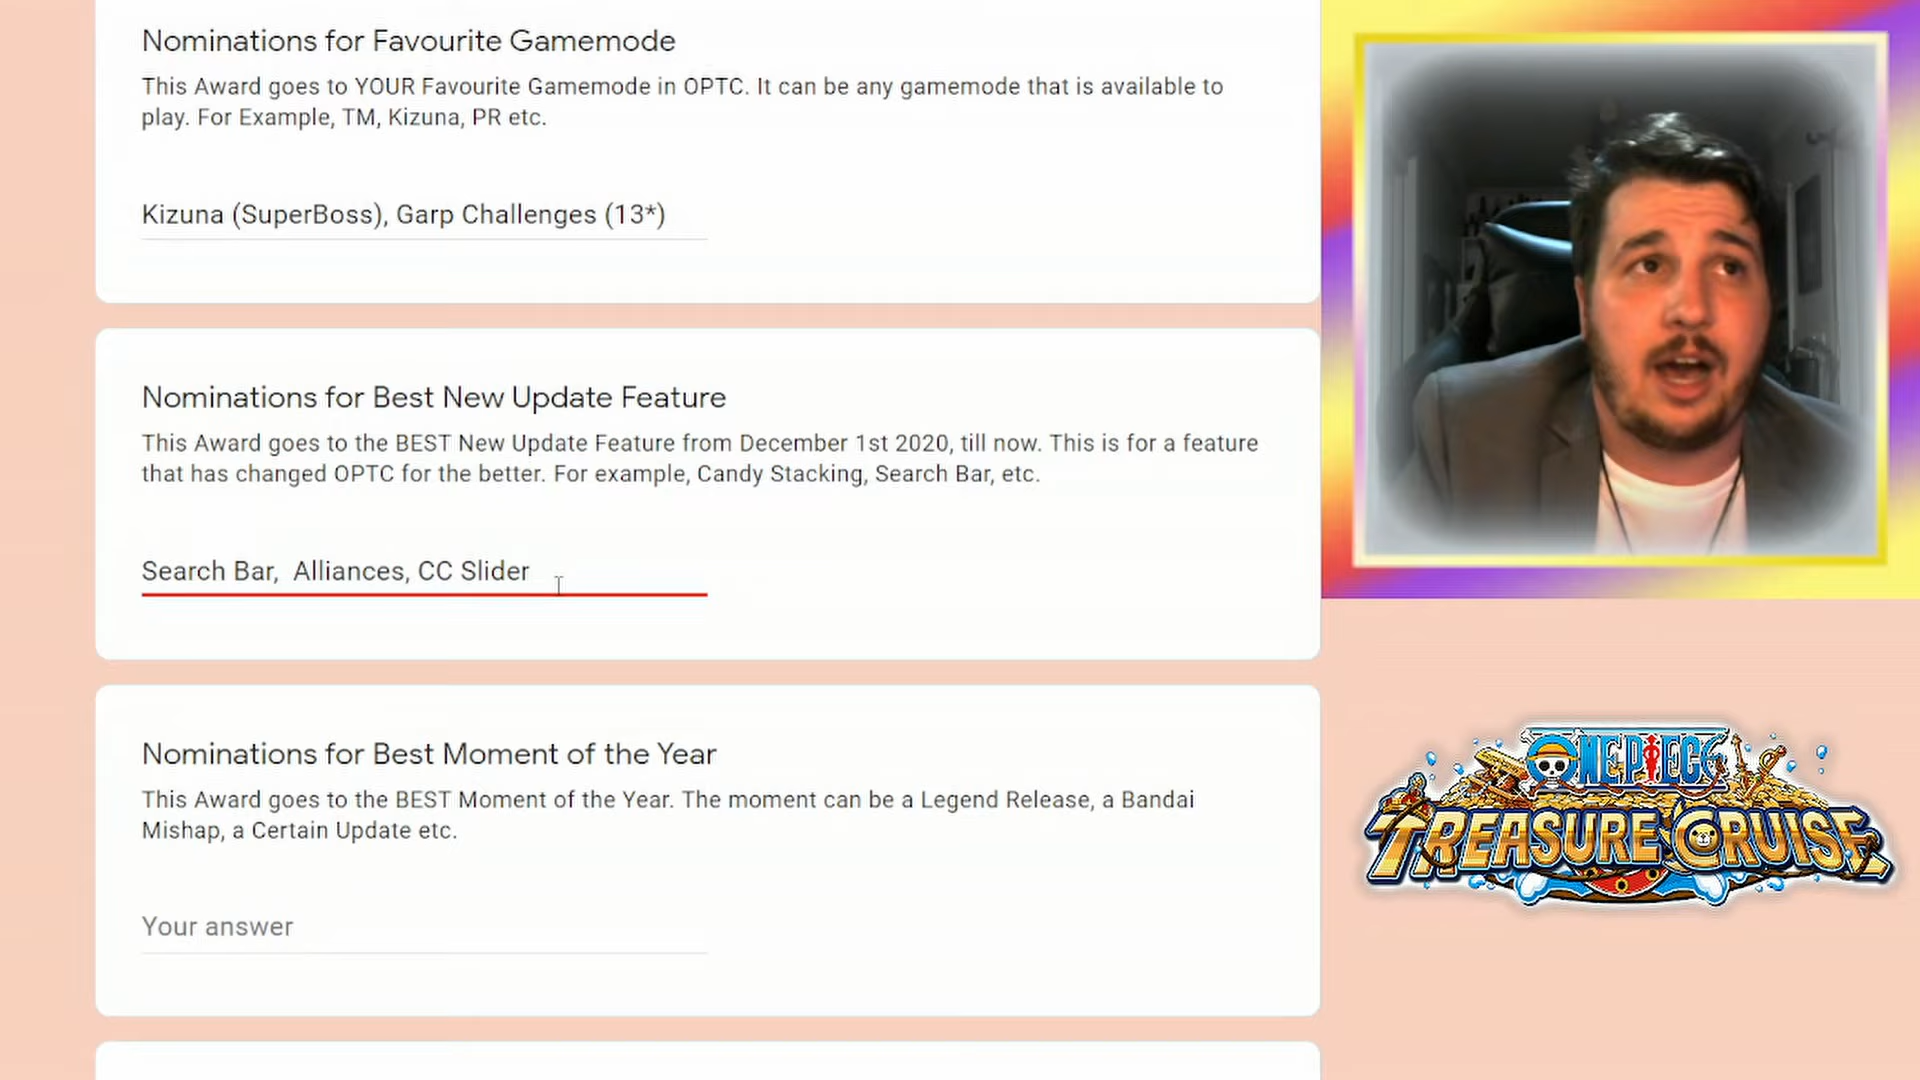 Nominations for Favourite Gamemode
This Award goes to YOUR Favourite Gamemode in OPTC. It can be any gamemode that is available to
play. For Example, TM, Kizuna, PR etc.
Kizuna (SuperBoss), Garp Challenges (13*)
Nominations for Best New Update Feature
This Award goes to the BEST New Update Feature from December 1st 2020, till now. This is for a feature
that has changed OPTC for the better. For example, Candy Stacking, Search Bar, etc.
Search Bar,  Alliances, CC Slider
Nominations for Best Moment of the Year
This Award goes to the BEST Moment of the Year. The moment can be a Legend Release, a Bandai
Mishap, a Certain Update etc.
Your answer
ONE PIECE
TREASURE CRUISE